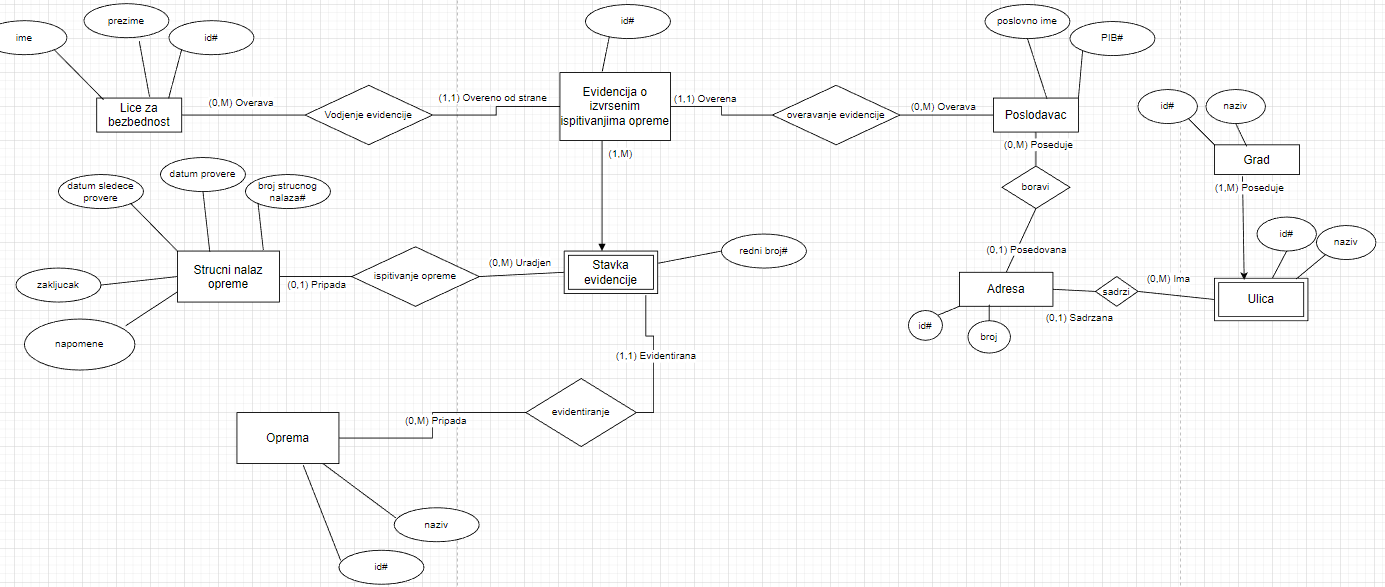 ime
prezime
id#
Lice za
bezbednost
(0,M) Overava
Vodjenje evidencije
(1,1) Overeno od strane
id#
Evidencija o
izvrsenim
ispitivanjima opreme
(1,1) Overena
overavanje evidencije
(0,M) Overava
poslovno ime
PIB#
Poslodavac
(0,M) Poseduje
boravi
(0,1) Posedovana
id#
naziv
Grad
(1,M) Poseduje
id#
naziv
Ulica
(0,M) Ima
sadrzi
(0,1) Sadrzana
Adresa
id#
broj
(1,M)
datum sledece
provere
datum provere
broj strucnog
nalaza#
Strucni nalaz
opreme
zakljucak
napomene
(0,1) Pripada
ispitivanje opreme
(0,M) Uradjen
Stavka
evidencije
redni broj#
(1,1) Evidentirana
evidentiranje
(0,M) Pripada
Oprema
naziv
id#